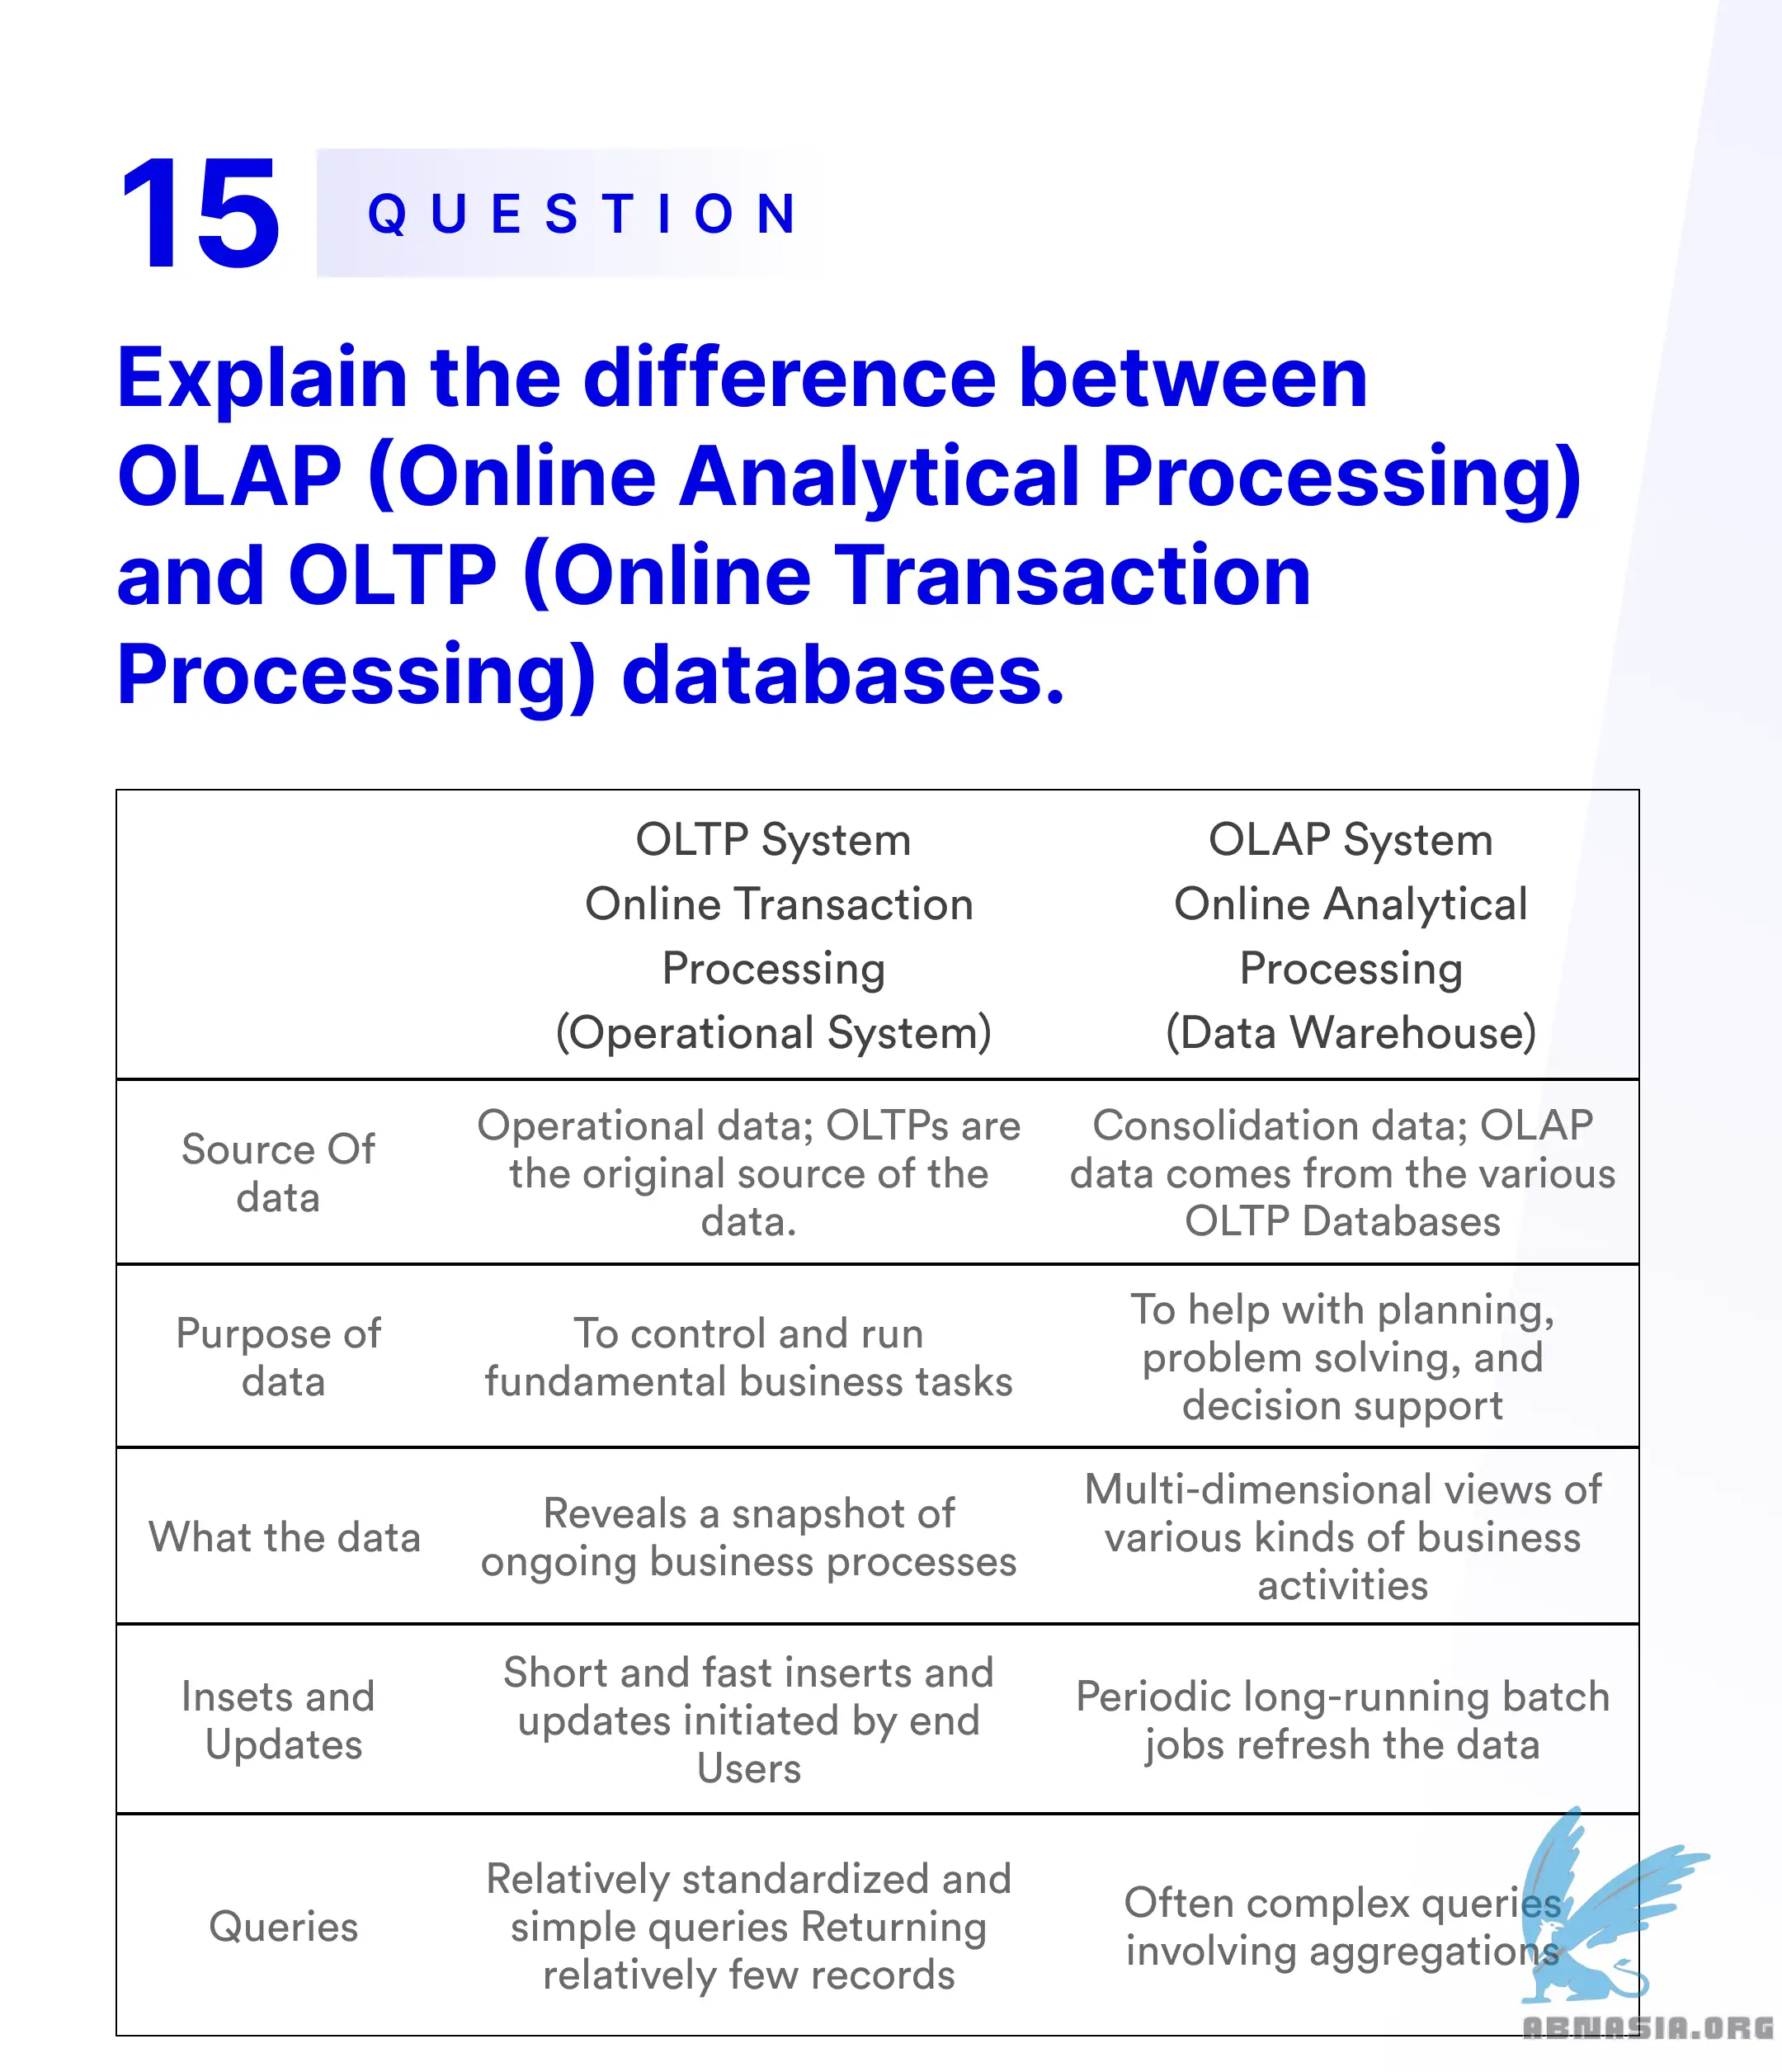 15 QUESTION
Explain the difference between
OLAP (Online Analytical Processing)
and OLTP (Online Transaction
Processing) databases.
OLTP System
Online Transaction
Processing
(Operational System)
OLAP System
Online Analytical
Processing
(Data Warehouse)
Source Of
data
Operational data; OLTPs are
the original source of the
data.
Consolidation data; OLAP
data comes from the various
OLTP Databases
Purpose of
data
To control and run
fundamental business tasks
To help with planning,
problem solving, and
decision support
What the data
Reveals a snapshot of
ongoing business processes
Multi-dimensional views of
various kinds of business
activities
Insets and
Updates
Short and fast inserts and
updates initiated by end
Users
Periodic long-running batch
jobs refresh the data
Queries
Relatively standardized and
simple queries Returning
relatively few records
Often complex queries
involving aggregations
ABNASIA.ORG